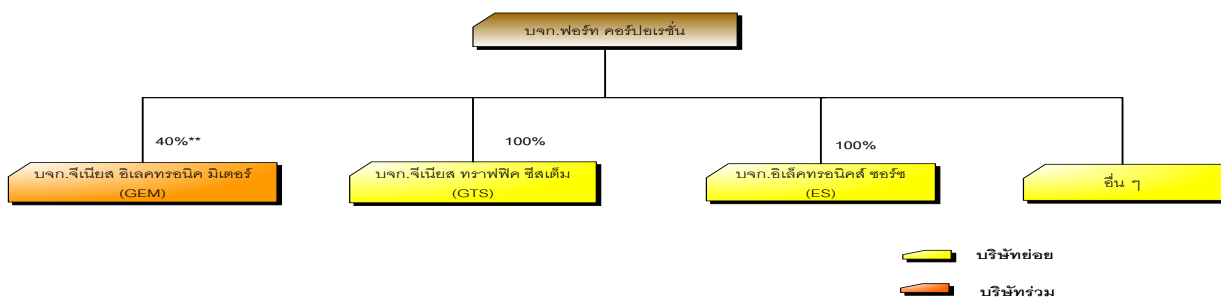 บจก.ฟอร์ท คอร์ปอเรชั่น
40%**
100%
100%
บจก.จีเนียส อิเลคทรอนิค มิเตอร์
(GEM)
บจก.จีเนียส ทราฟฟิค ซีสเต็ม
(GTS)
บจก.อิเล็คทรอนิคส์ ซอร์ซ
(ES)
อื่น ๆ
บริษัทย่อย
บริษัทร่วม